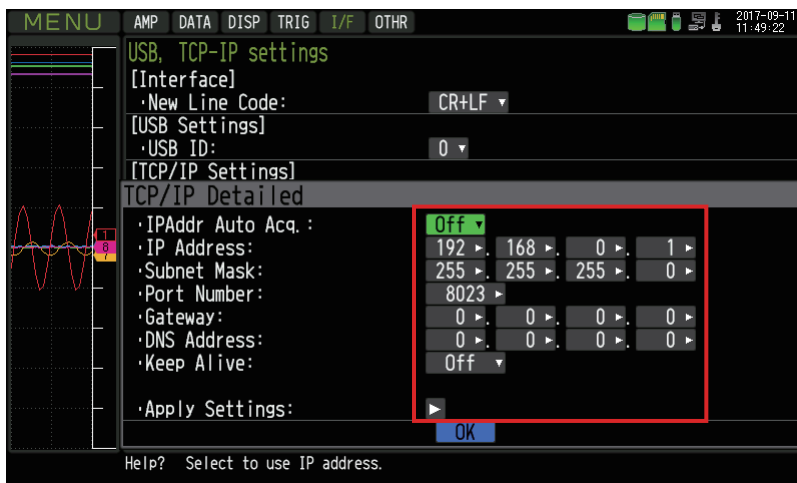 MENU AMP DATA DISP TRIG I/F OTHR 2017-09-11
11:49:22
USB, TCP-IP settings
[Interface]
·New Line Code: CR+LF
[USB Settings]
·USB ID: 0
[TCP/IP Settings]
TCP/IP Detailed
·IPAddr Auto Acq.: Off
·IP Address: 192 . 168 . 0 . 1
·Subnet Mask: 255 . 255 . 255 . 0
·Port Number: 8023
·Gateway: 0 . 0 . 0 . 0
·DNS Address: 0 . 0 . 0 . 0
·Keep Alive: Off
·Apply Settings:
OK
1
8
7
Help? Select to use IP address.